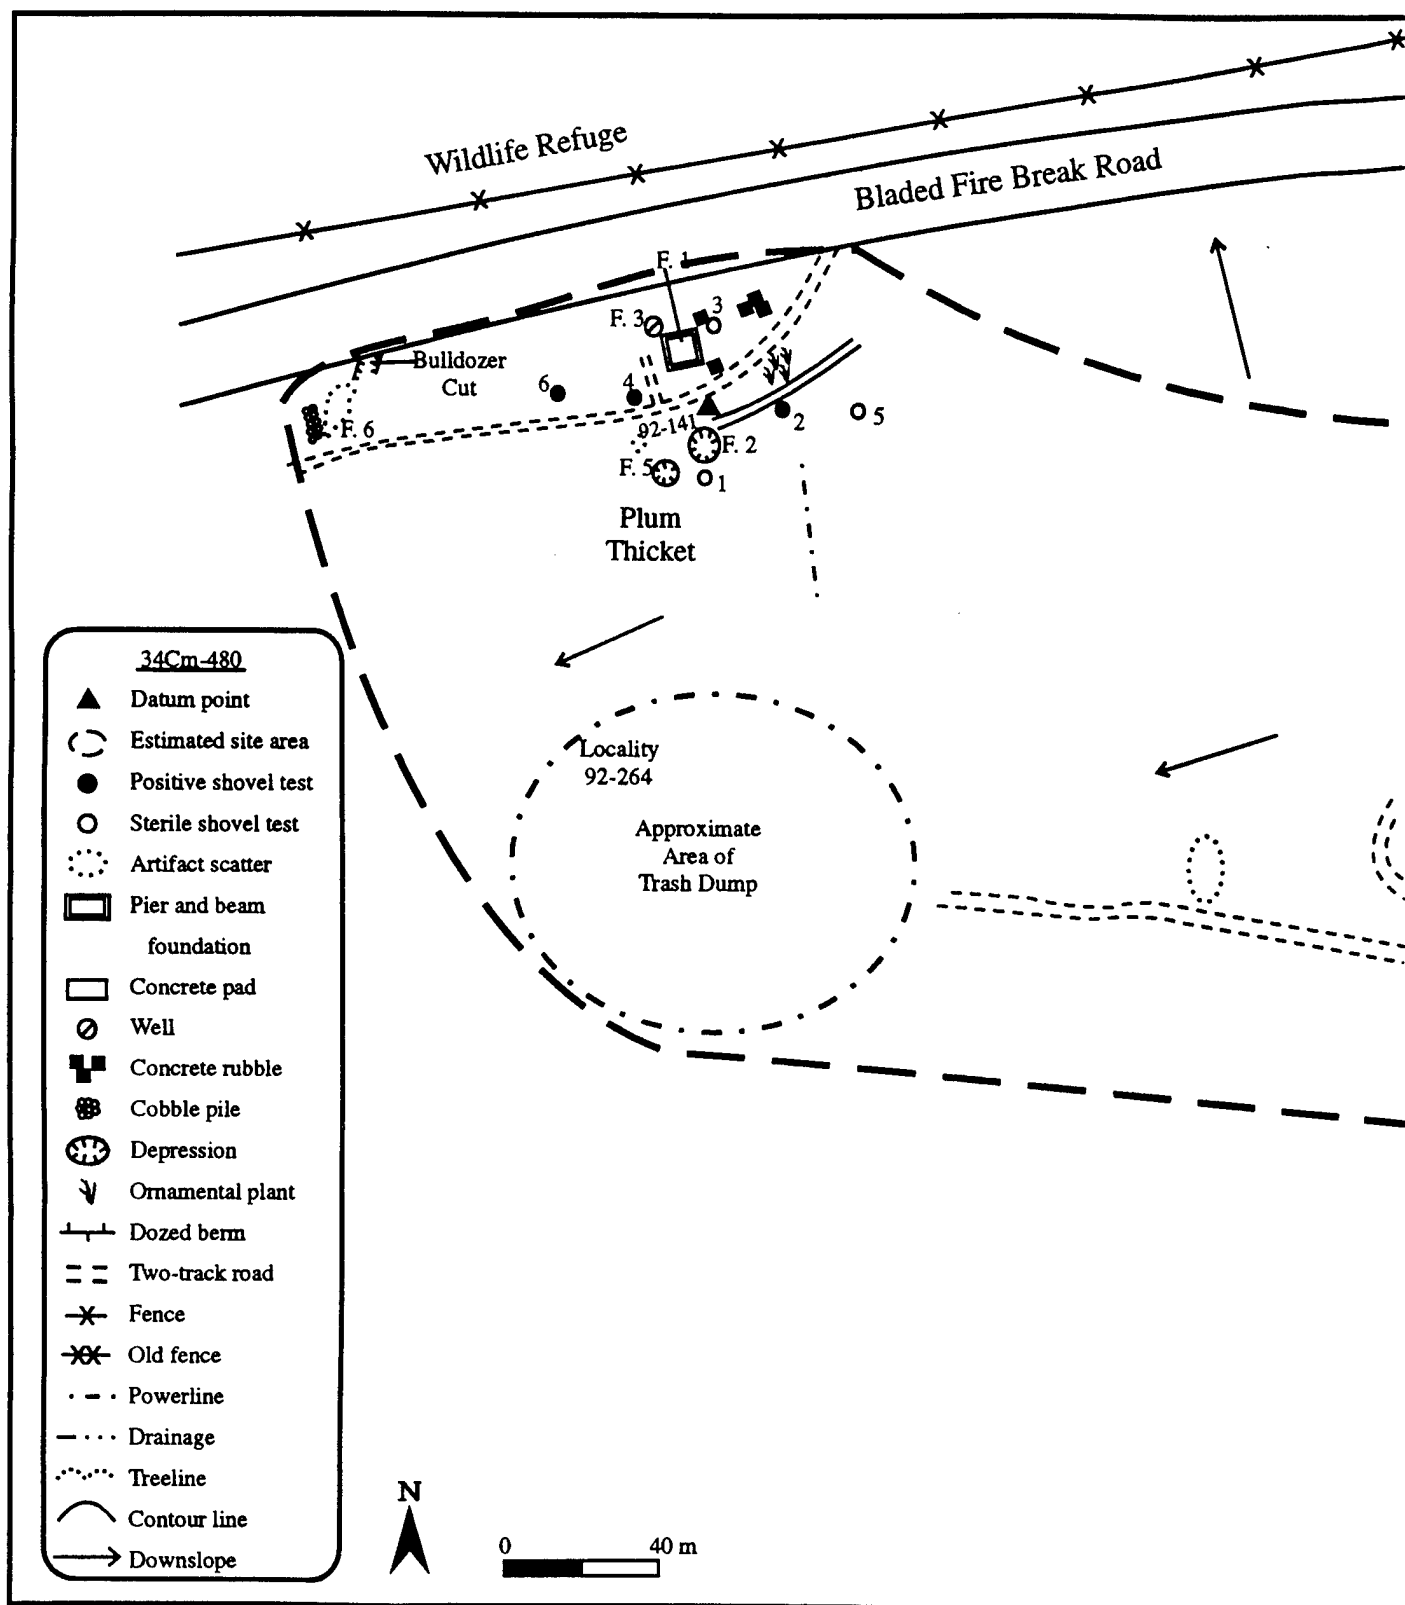 Wildlife Refuge
Bladed Fire Break Road
F. 1
F. 3
3
Bulldozer
Cut
6
4
F. 6
92-141
2
5
F. 2
F. 5
1
Plum
Thicket
Locality
92-264
Approximate
Area of
Trash Dump
34Cm-480
Datum point
Estimated site area
Positive shovel test
Sterile shovel test
Artifact scatter
Pier and beam
foundation
Concrete pad
Well
Concrete rubble
Cobble pile
Depression
Ornamental plant
Dozed berm
Two-track road
Fence
Old fence
Powerline
Drainage
Treeline
Contour line
Downslope
N
0 40 m